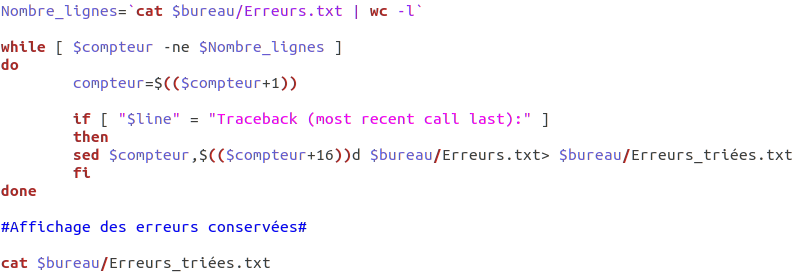 Nombre_lignes=`cat $bureau/Erreurs.txt | wc -l`
while [ $compteur -ne $Nombre_lignes ]
do
compteur=$(($compteur+1))
if [ "$line" = "Traceback (most recent call last):" ]
then
sed $compteur,$(($compteur+16))d $bureau/Erreurs.txt> $bureau/Erreurs_triées.txt
fi
done
#Affichage des erreurs conservées#
cat $bureau/Erreurs_triées.txt